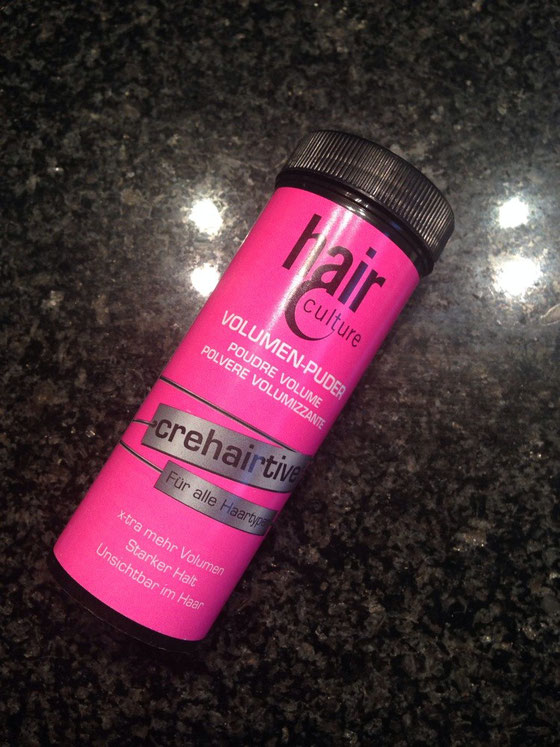 hair
culture
VOLUMEN-PUDER
POUDRE VOLUME
POLVERE VOLUMIZZANTE
crehairtive
Für alle Haartypen
x-tra mehr Volumen
Starker Halt
Unsichtbar im Haar